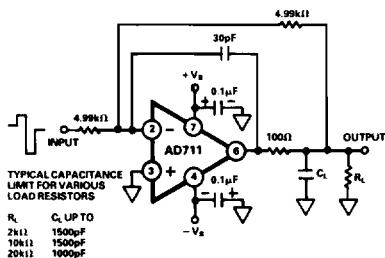 4.99kΩ
30pF
+VS
0.1µF
+ −
4.99kΩ
INPUT
2 −
7
AD711
6
100Ω
OUTPUT
3 +
4
0.1µF
− +
−VS
CL
RL
TYPICAL CAPACITANCE
LIMIT FOR VARIOUS
LOAD RESISTORS
RL CL UP TO
2kΩ 1500pF
10kΩ 1500pF
20kΩ 1000pF